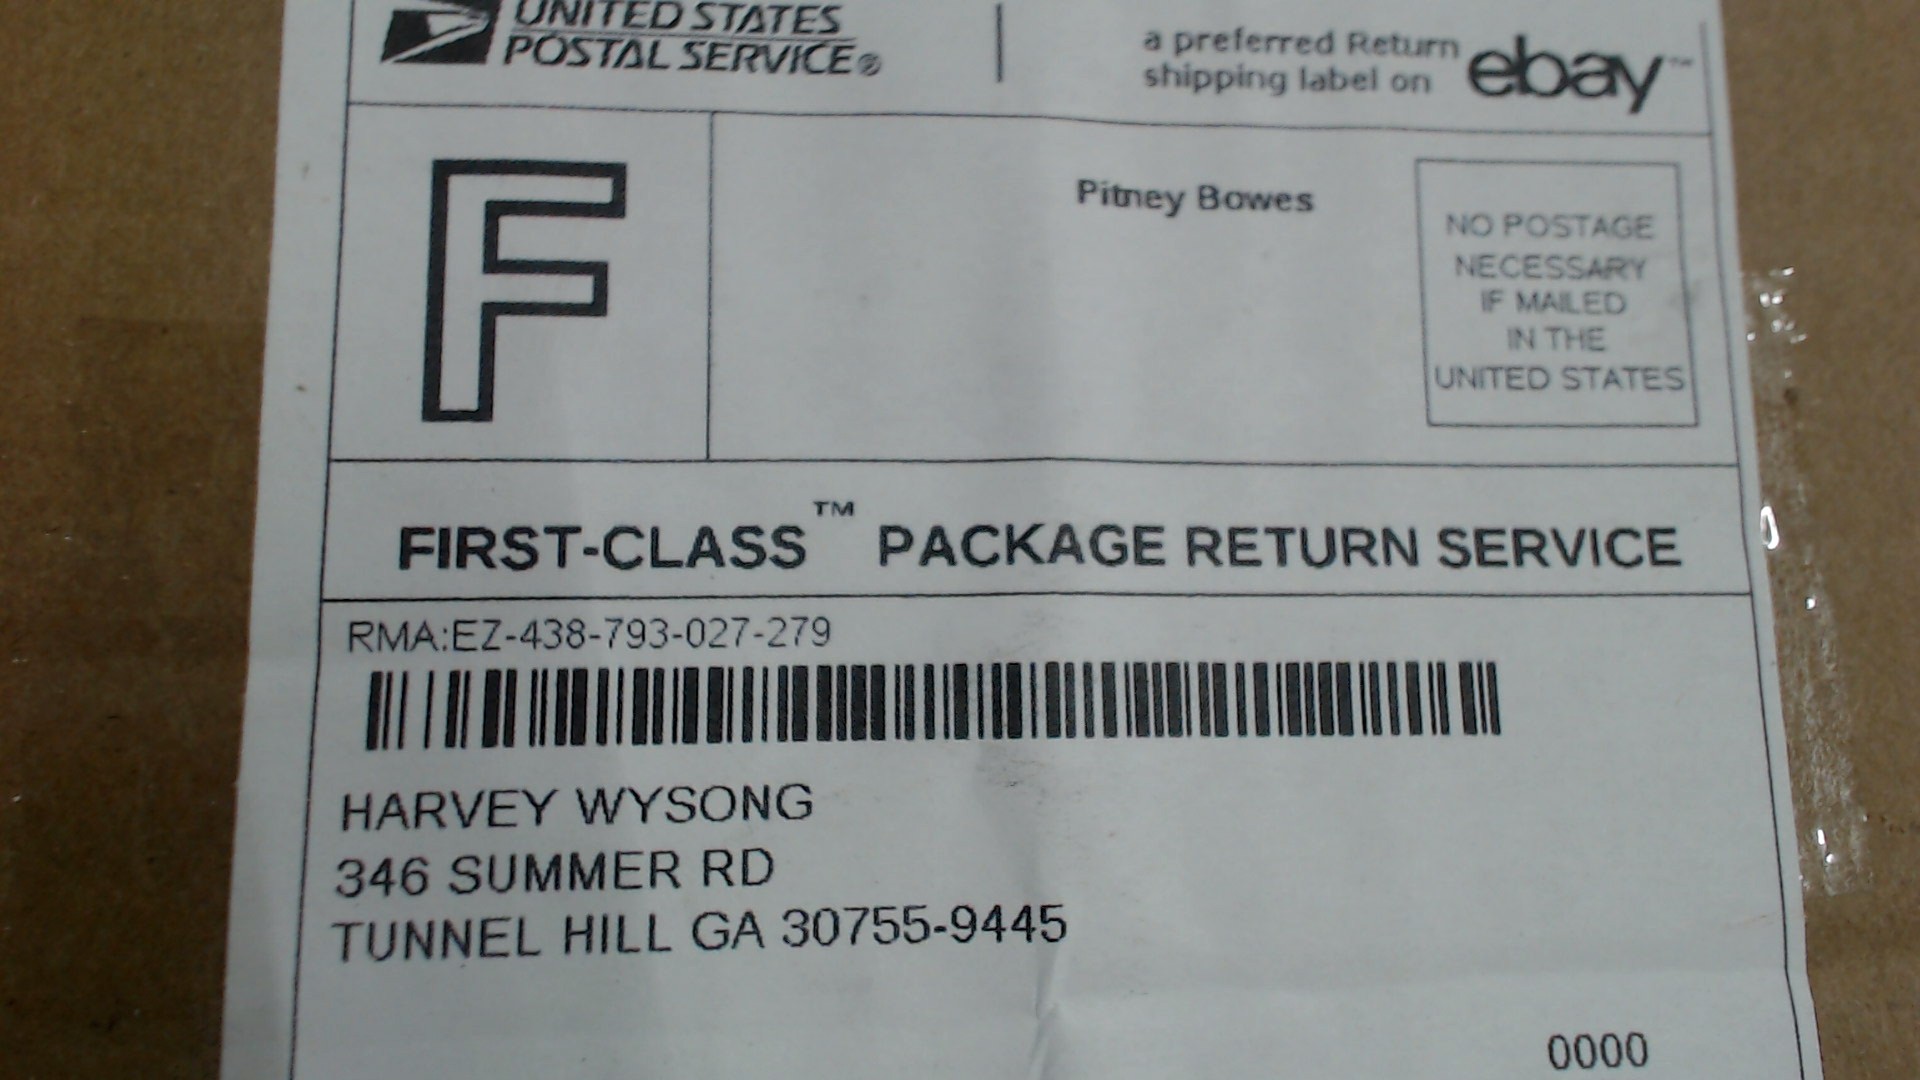 UNITED STATES
POSTAL SERVICE®
a preferred Return
shipping label on
ebay™
F
Pitney Bowes
NO POSTAGE
NECESSARY
IF MAILED
IN THE
UNITED STATES
FIRST-CLASS™ PACKAGE RETURN SERVICE
RMA:EZ-438-793-027-279
HARVEY WYSONG
346 SUMMER RD
TUNNEL HILL GA 30755-9445
0000